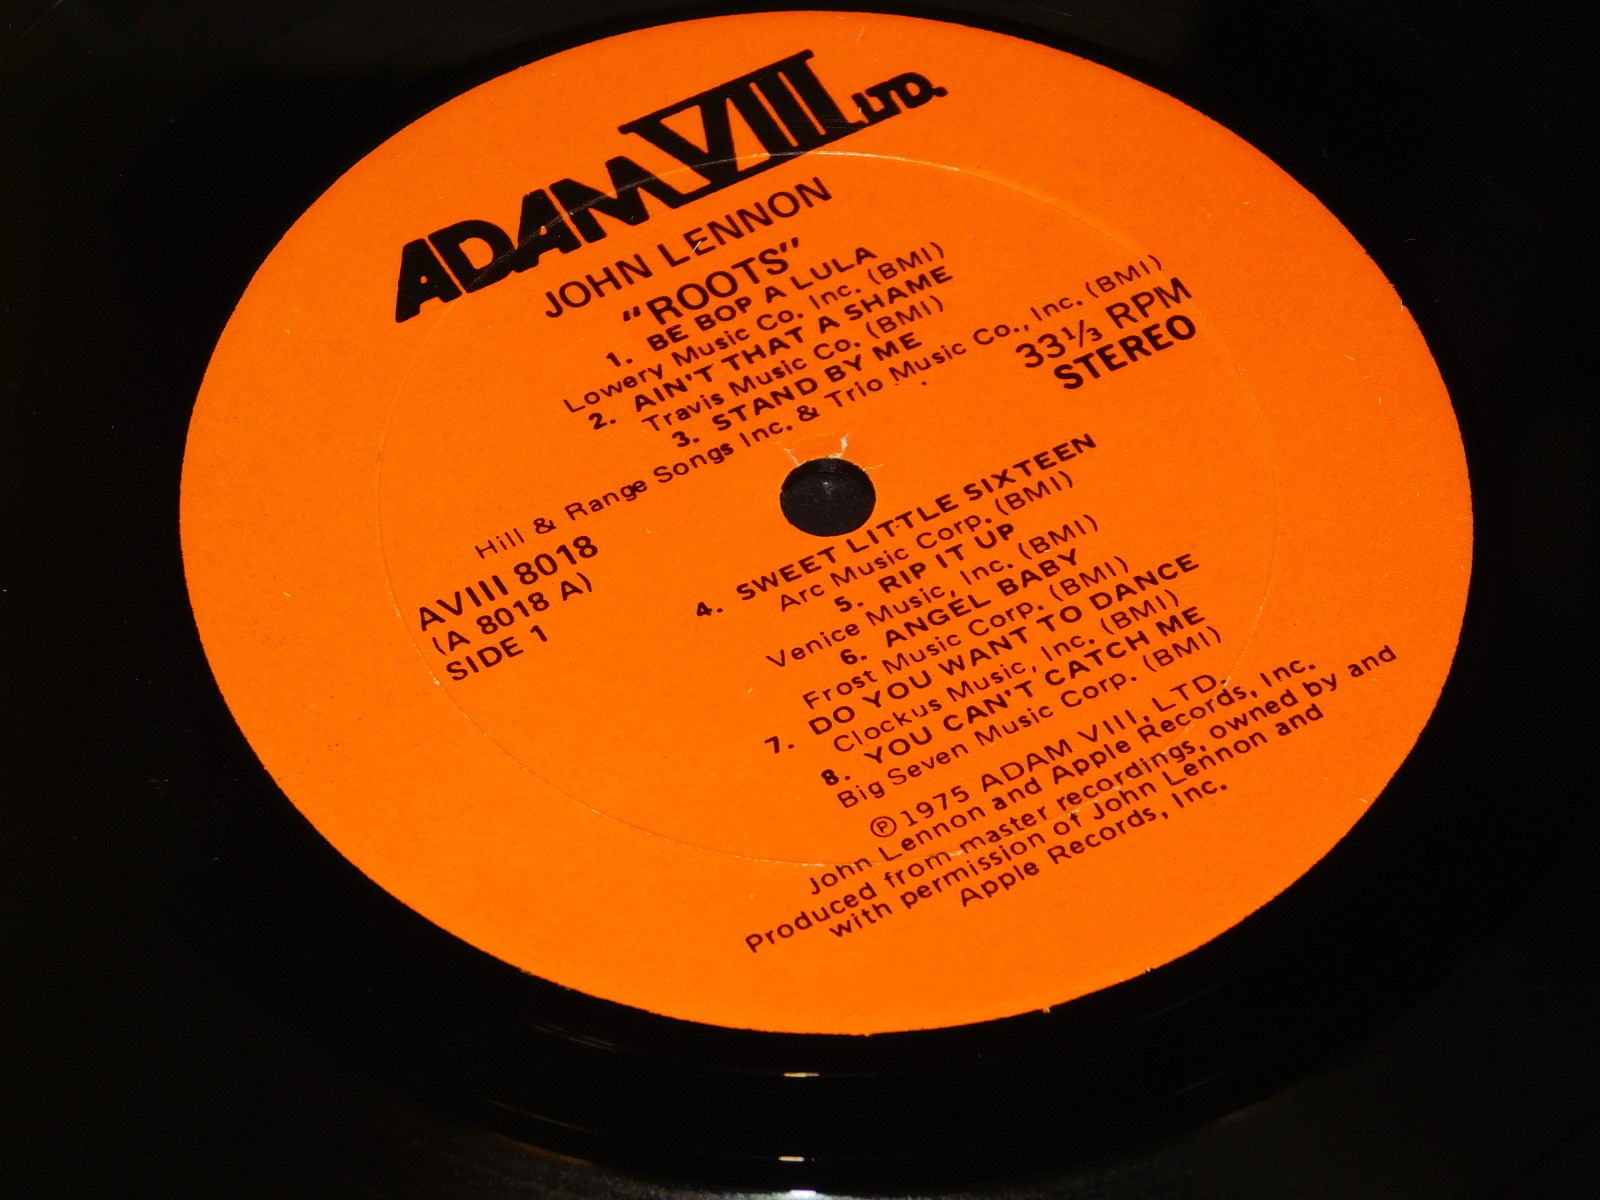 ADAM VIII LTD.
JOHN LENNON
"ROOTS"
1. BE BOP A LULA
Lowery Music Co. Inc. (BMI)
2. AIN'T THAT A SHAME
Travis Music Co. (BMI)
3. STAND BY ME
Hill & Range Songs Inc. & Trio Music Co., Inc. (BMI)
33⅓ RPM
STEREO
AVIII 8018
(A 8018 A)
SIDE 1
4. SWEET LITTLE SIXTEEN
Arc Music Corp. (BMI)
5. RIP IT UP
Venice Music, Inc. (BMI)
6. ANGEL BABY
Frost Music Corp. (BMI)
7. DO YOU WANT TO DANCE
Clockus Music, Inc. (BMI)
8. YOU CAN'T CATCH ME
Big Seven Music Corp. (BMI)
℗ 1975 ADAM VIII, LTD.
John Lennon and Apple Records, Inc.
Produced from master recordings, owned by and
with permission of John Lennon and
Apple Records, Inc.